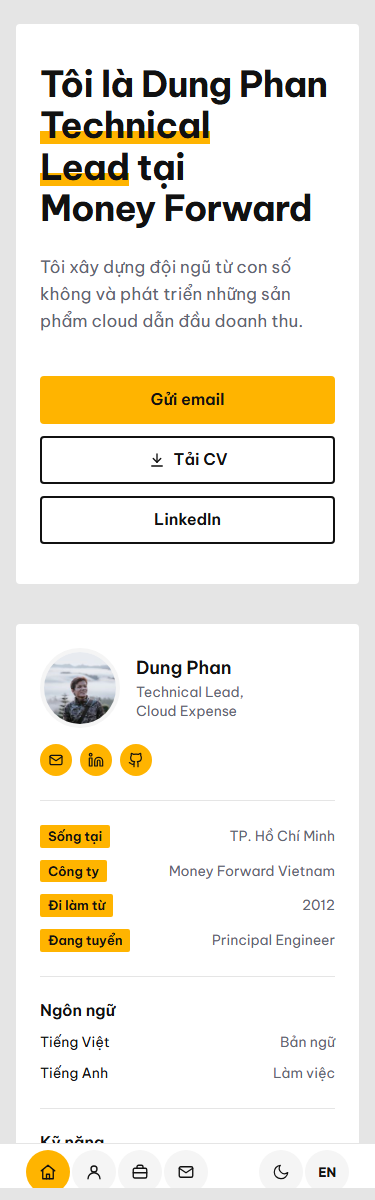 Tôi là Dung Phan
Technical
Lead tại
Money Forward
Tôi xây dựng đội ngũ từ con số
không và phát triển những sản
phẩm cloud dẫn đầu doanh thu.
Gửi email
Tải CV
LinkedIn
Dung Phan
Technical Lead,
Cloud Expense
Sống tại TP. Hồ Chí Minh
Công ty Money Forward Vietnam
Đi làm từ 2012
Đang tuyển Principal Engineer
Ngôn ngữ
Tiếng Việt Bản ngữ
Tiếng Anh Làm việc
Kỹ năng
EN